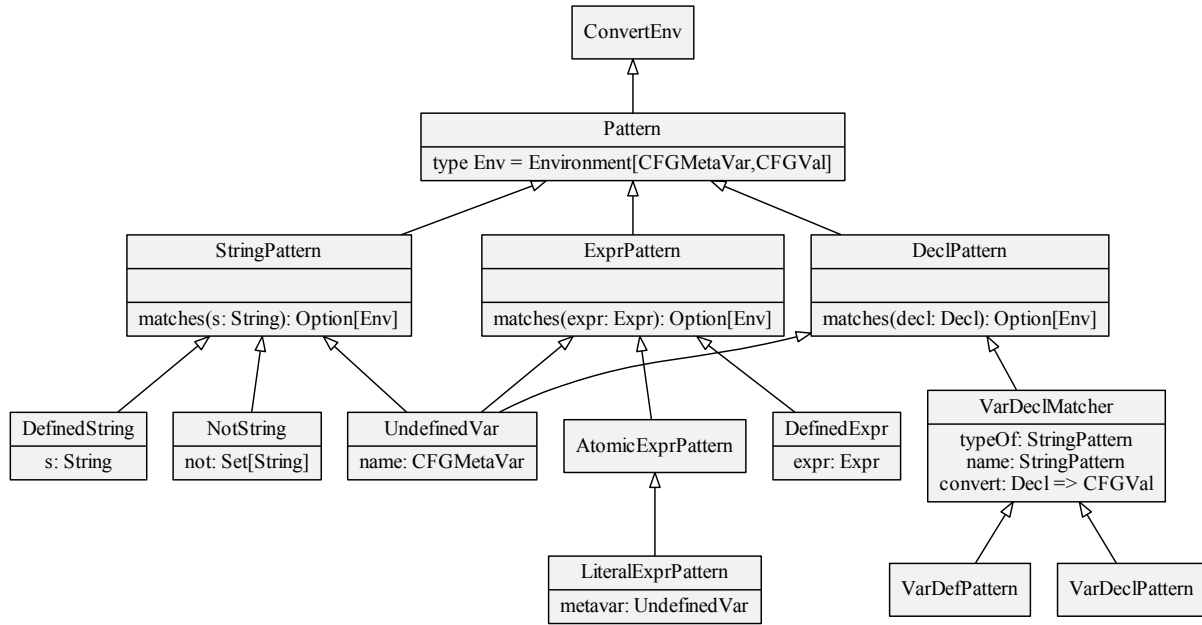 ConvertEnv
Pattern
type Env = Environment[CFGMetaVar,CFGVal]
StringPattern
matches(s: String): Option[Env]
ExprPattern
matches(expr: Expr): Option[Env]
DeclPattern
matches(decl: Decl): Option[Env]
DefinedString
s: String
NotString
not: Set[String]
UndefinedVar
name: CFGMetaVar
AtomicExprPattern
DefinedExpr
expr: Expr
VarDeclMatcher
typeOf: StringPattern
name: StringPattern
convert: Decl => CFGVal
LiteralExprPattern
metavar: UndefinedVar
VarDefPattern
VarDeclPattern